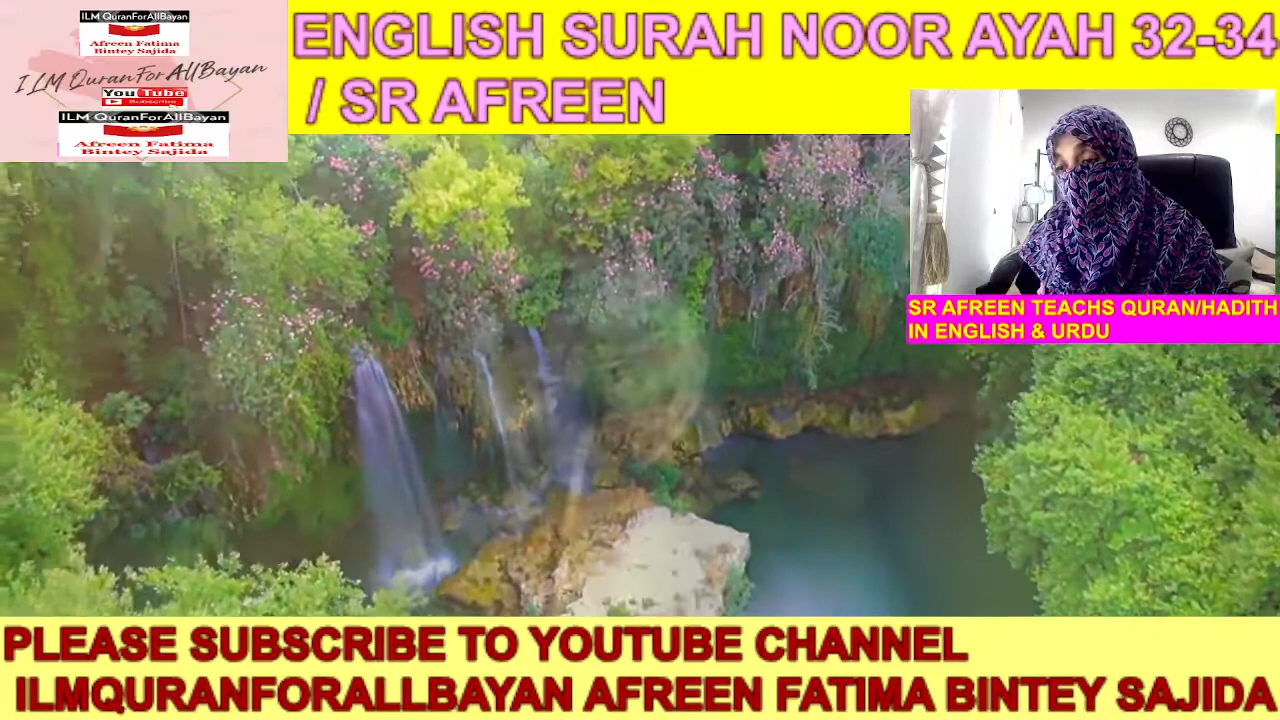 ILM QuranForAllBayan
Afreen Fatima
Bintey Sajida
ILM QuranForAllBayan
YouTube
Subscribe
ILM QuranForAllBayan
Afreen Fatima
Bintey Sajida
ENGLISH SURAH NOOR AYAH 32-34
/ SR AFREEN
SR AFREEN TEACHS QURAN/HADITH
IN ENGLISH & URDU
PLEASE SUBSCRIBE TO YOUTUBE CHANNEL
ILMQURANFORALLBAYAN AFREEN FATIMA BINTEY SAJIDA